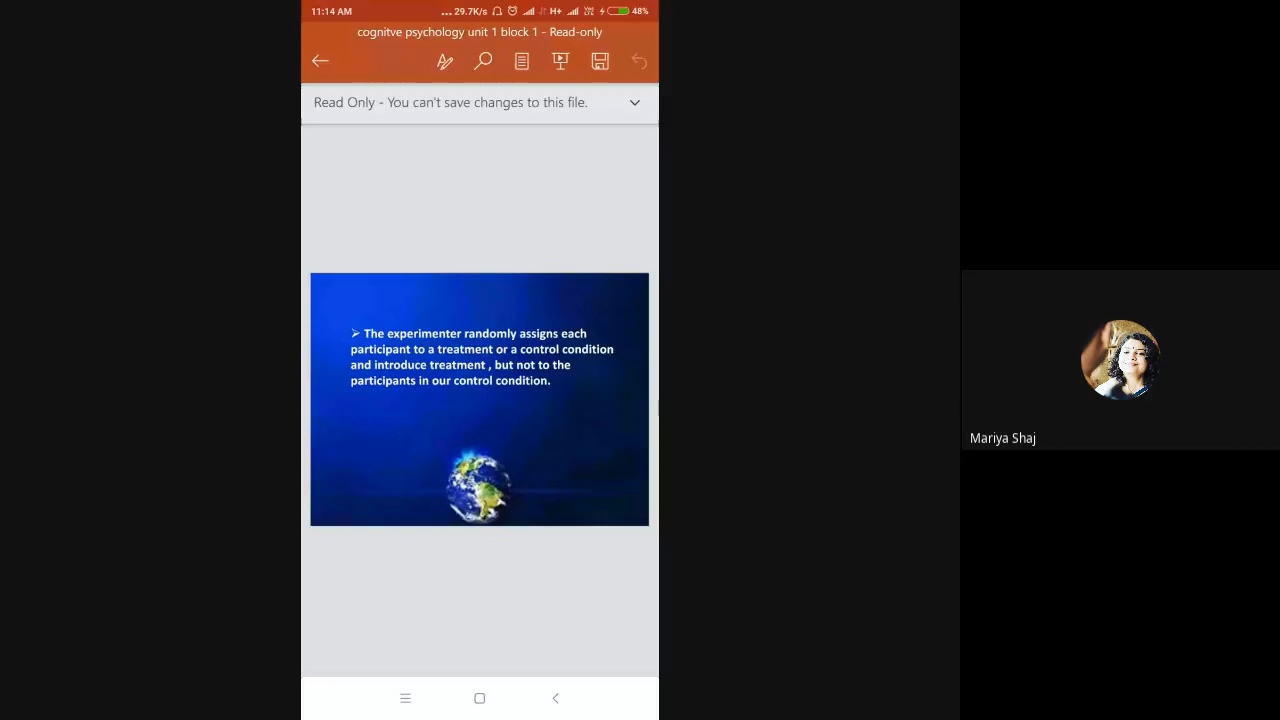 11:14 AM
... 29.7K/s H+ 48%
cognitve psychology unit 1 block 1 - Read-only
Read Only - You can't save changes to this file.
➢ The experimenter randomly assigns each
participant to a treatment or a control condition
and introduce treatment , but not to the
participants in our control condition.
Mariya Shaj